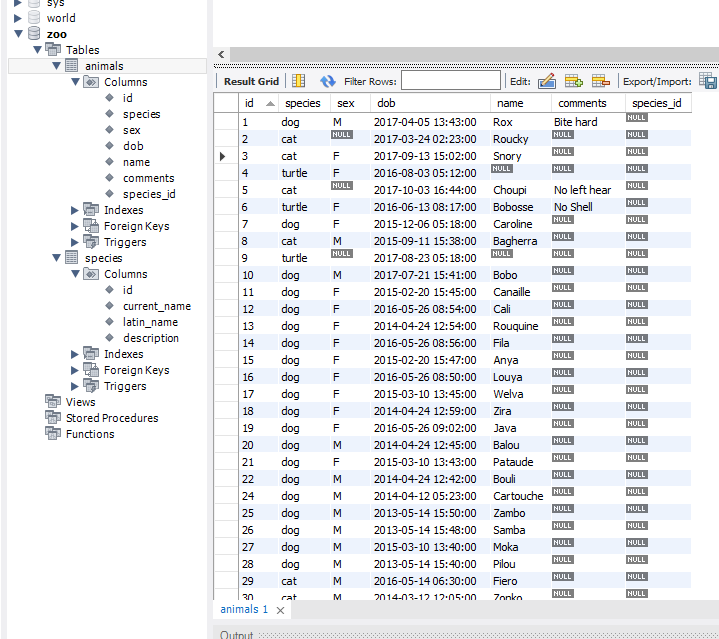 sys
world
zoo
Tables
animals
Columns
id
species
sex
dob
name
comments
species_id
Indexes
Foreign Keys
Triggers
species
Columns
id
current_name
latin_name
description
Indexes
Foreign Keys
Triggers
Views
Stored Procedures
Functions
Result Grid Filter Rows: Edit: Export/Import:
id species sex dob name comments species_id
1 dog M 2017-04-05 13:43:00 Rox Bite hard NULL
2 cat NULL 2017-03-24 02:23:00 Roucky NULL NULL
3 cat F 2017-09-13 15:02:00 Snory NULL NULL
4 turtle F 2016-08-03 05:12:00 NULL NULL NULL
5 cat NULL 2017-10-03 16:44:00 Choupi No left hear NULL
6 turtle F 2016-06-13 08:17:00 Bobosse No Shell NULL
7 dog F 2015-12-06 05:18:00 Caroline NULL NULL
8 cat M 2015-09-11 15:38:00 Bagherra NULL NULL
9 turtle NULL 2017-08-23 05:18:00 NULL NULL NULL
10 dog M 2017-07-21 15:41:00 Bobo NULL NULL
11 dog F 2015-02-20 15:45:00 Canaille NULL NULL
12 dog F 2016-05-26 08:54:00 Cali NULL NULL
13 dog F 2014-04-24 12:54:00 Rouquine NULL NULL
14 dog F 2016-05-26 08:56:00 Fila NULL NULL
15 dog F 2015-02-20 15:47:00 Anya NULL NULL
16 dog F 2016-05-26 08:50:00 Louya NULL NULL
17 dog F 2015-03-10 13:45:00 Welva NULL NULL
18 dog F 2014-04-24 12:59:00 Zira NULL NULL
19 dog F 2016-05-26 09:02:00 Java NULL NULL
20 dog M 2014-04-24 12:45:00 Balou NULL NULL
21 dog F 2015-03-10 13:43:00 Pataude NULL NULL
22 dog M 2014-04-24 12:42:00 Bouli NULL NULL
24 dog M 2014-04-12 05:23:00 Cartouche NULL NULL
25 dog M 2013-05-14 15:50:00 Zambo NULL NULL
26 dog M 2013-05-14 15:48:00 Samba NULL NULL
27 dog M 2015-03-10 13:40:00 Moka NULL NULL
28 dog M 2013-05-14 15:40:00 Pilou NULL NULL
29 cat M 2016-05-14 06:30:00 Fiero NULL NULL
30 cat M 2014-03-12 12:05:00 Zonko NULL NULL
animals 1
Output